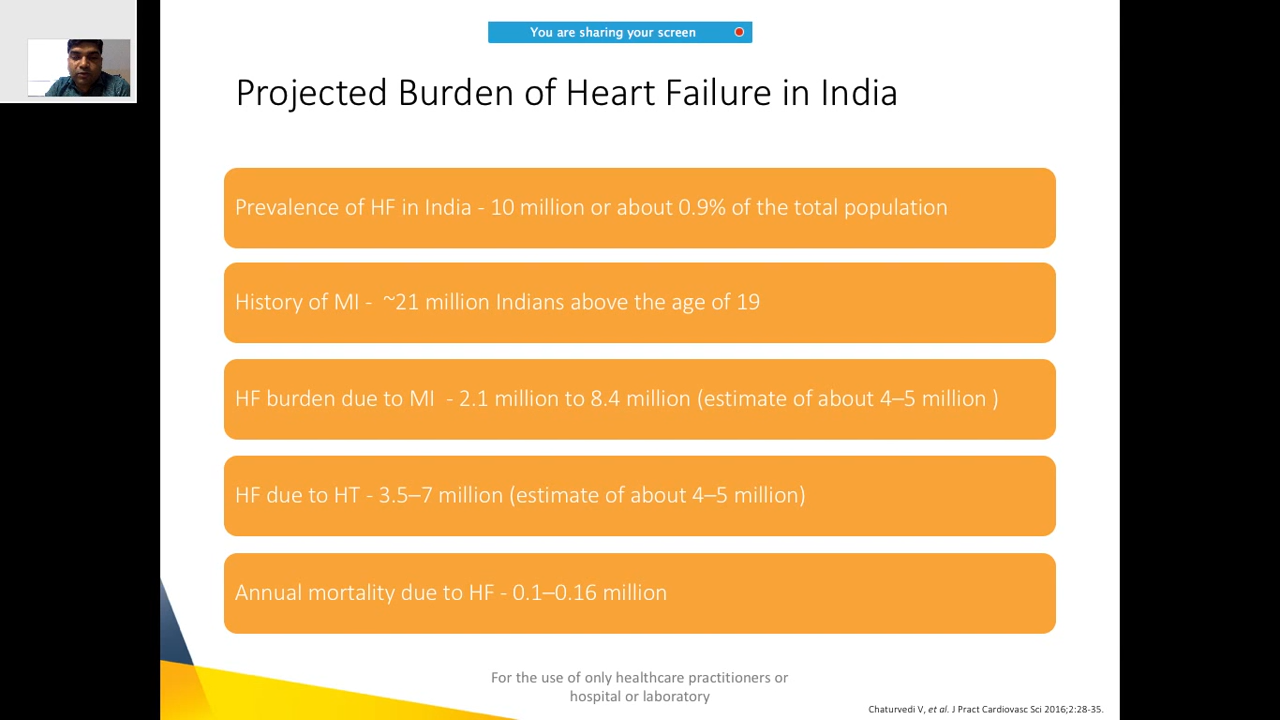 You are sharing your screen
Projected Burden of Heart Failure in India
Prevalence of HF in India - 10 million or about 0.9% of the total population
History of MI - ~21 million Indians above the age of 19
HF burden due to MI - 2.1 million to 8.4 million (estimate of about 4–5 million )
HF due to HT - 3.5–7 million (estimate of about 4–5 million)
Annual mortality due to HF - 0.1–0.16 million
For the use of only healthcare practitioners or
hospital or laboratory
Chaturvedi V, et al. J Pract Cardiovasc Sci 2016;2:28-35.